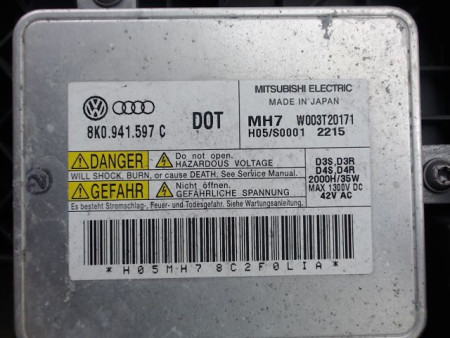 MITSUBISHI ELECTRIC
MADE IN JAPAN
8K0.941.597 C DOT MH7 W003T20171
H05/S0001 2215
DANGER Do not open. HAZARDOUS VOLTAGE
WILL SHOCK, BURN, or cause DEATH. See Service Manual.
GEFAHR Nicht öffnen. GEFÄHRLICHE SPANNUNG
Es besteht Stromschlag-, Feuer- und Todesgefahr. Siehe Wartungsanleitung.
D3S,D3R
D4S,D4R
2000H/35W
MAX 1300V DC
42V AC
*H05MH7 8C2F0LIA*